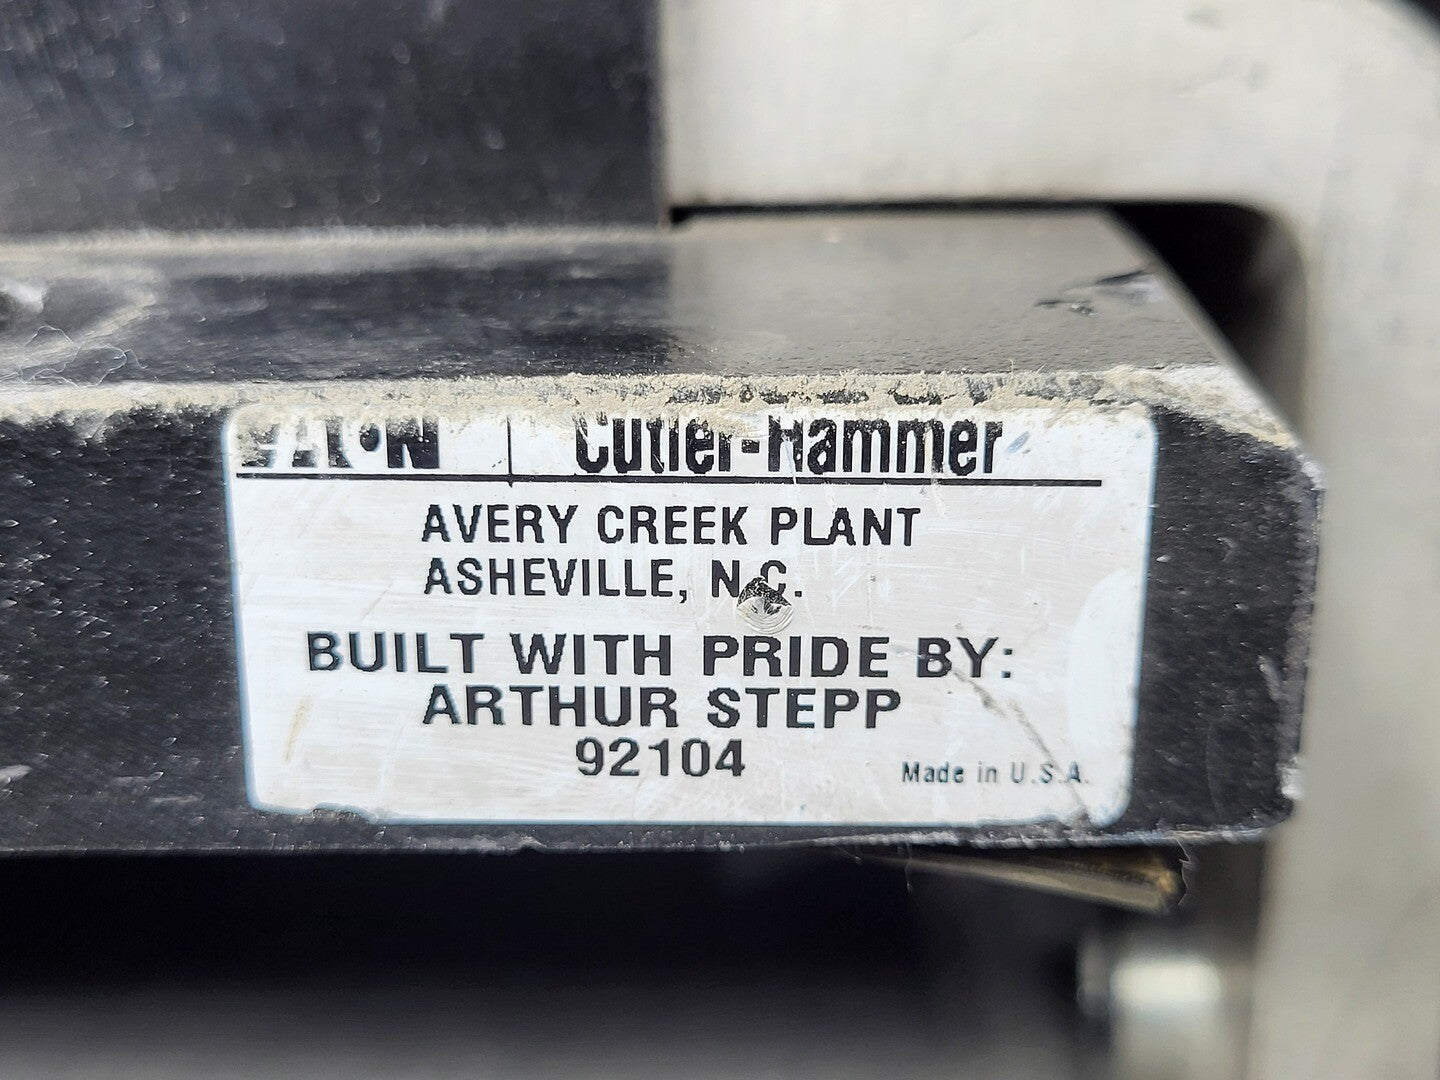 EATON Cutler-Hammer
AVERY CREEK PLANT
ASHEVILLE, N.C.
BUILT WITH PRIDE BY:
ARTHUR STEPP
92104
Made in U.S.A.